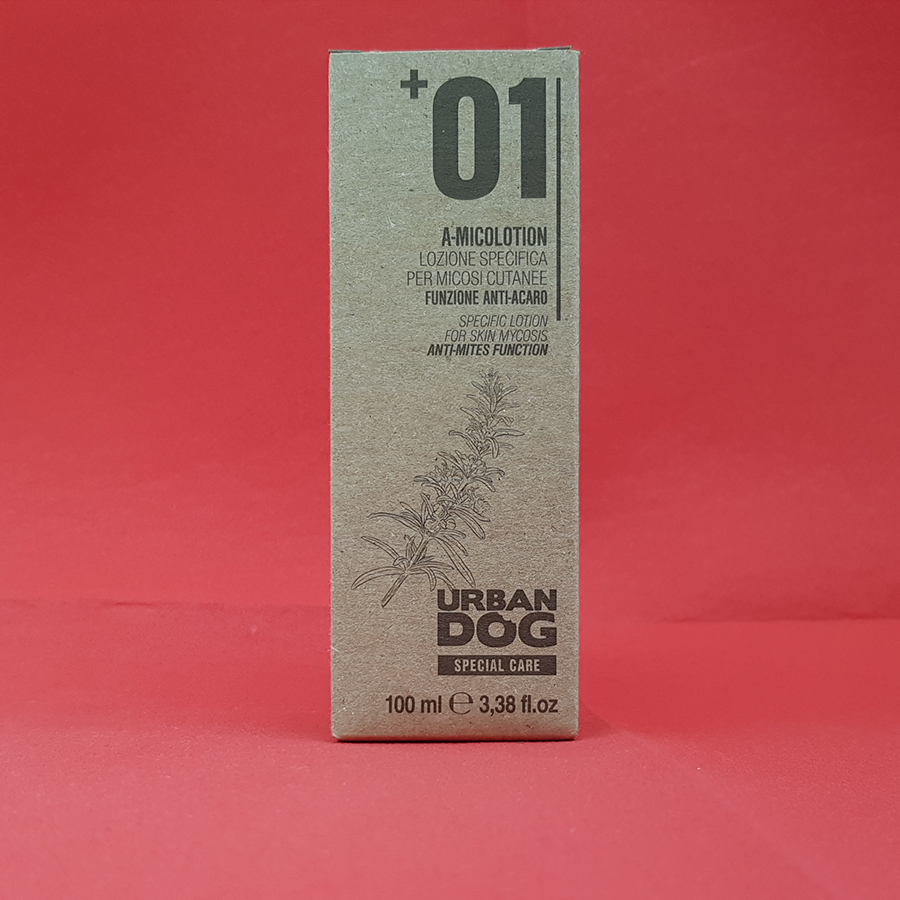 +01
A-MICOLOTION
LOZIONE SPECIFICA
PER MICOSI CUTANEE
FUNZIONE ANTI-ACARO
SPECIFIC LOTION
FOR SKIN MYCOSIS
ANTI-MITES FUNCTION
URBAN
DOG
SPECIAL CARE
100 ml ℮ 3,38 fl.oz